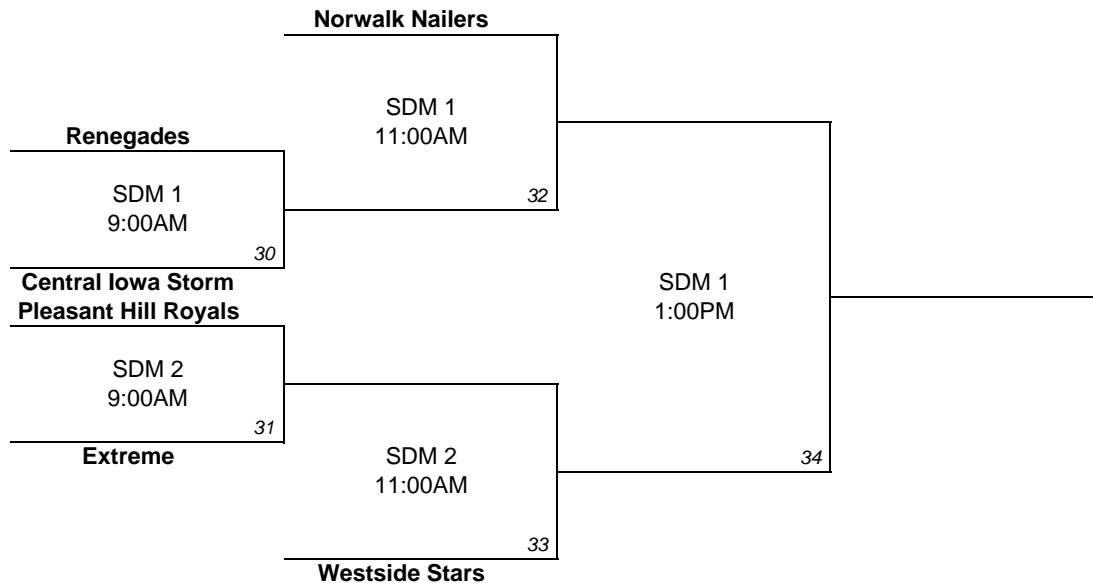 Norwalk Nailers
SDM 1
11:00AM
32
Renegades
SDM 1
9:00AM
30
Central Iowa Storm
Pleasant Hill Royals
SDM 2
9:00AM
31
Extreme
SDM 2
11:00AM
33
Westside Stars
SDM 1
1:00PM
34